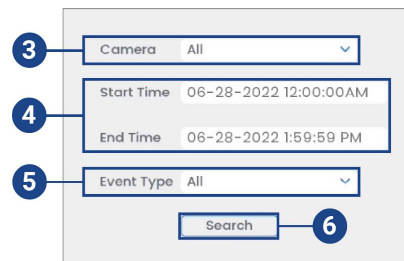 3 Camera All
4 Start Time 06-28-2022 12:00:00AM
End Time 06-28-2022 1:59:59 PM
5 Event Type All
Search 6